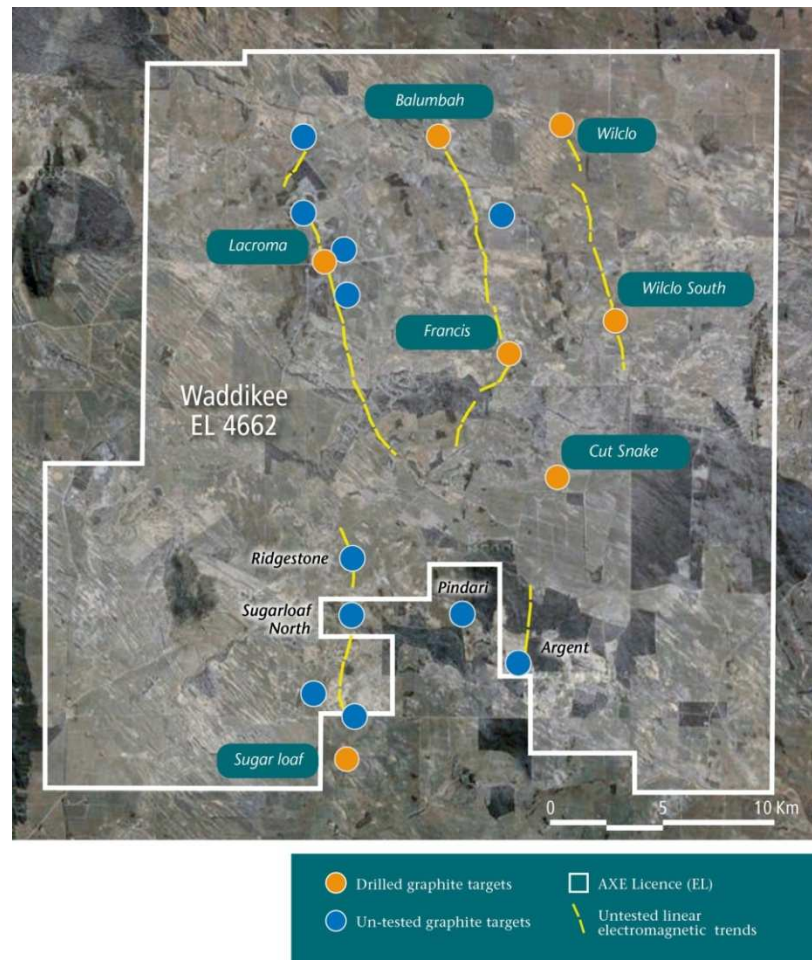 Balumbah
Wilclo
Lacroma
Wilclo South
Francis
Waddikee
EL 4662
Cut Snake
Ridgestone
Pindari
Sugarloaf
North
Argent
Sugar loaf
0 5 10 Km
Drilled graphite targets
AXE Licence (EL)
Un-tested graphite targets
Untested linear
electromagnetic trends